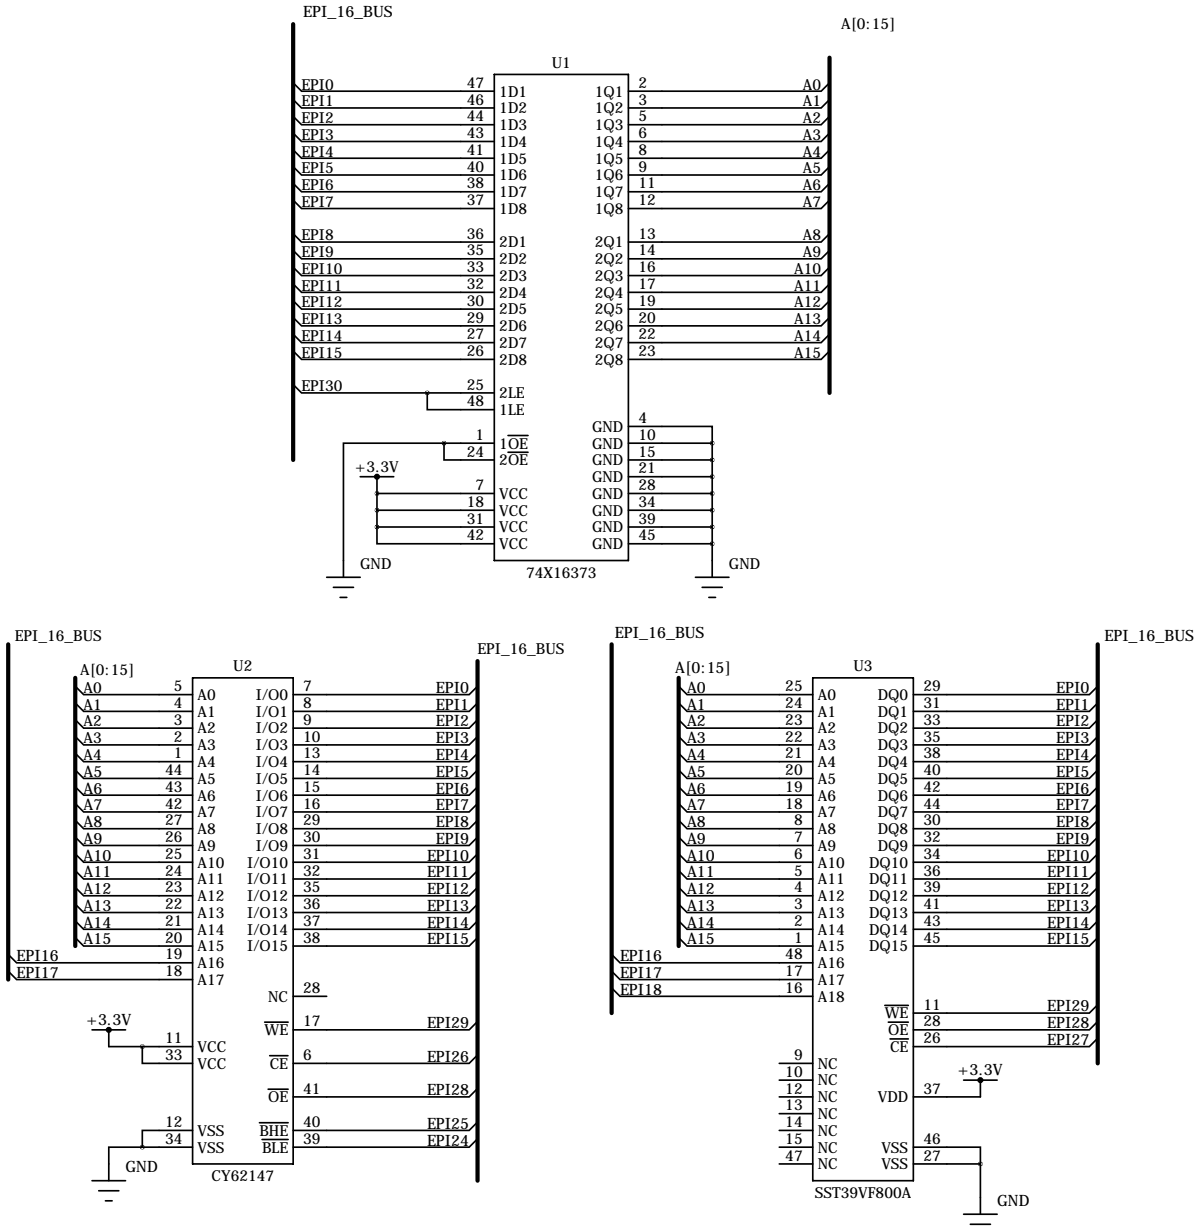 EPI_16_BUS
A[0:15]
U1
EPI0 47 1D1 1Q1 2 A0
EPI1 46 1D2 1Q2 3 A1
EPI2 44 1D3 1Q3 5 A2
EPI3 43 1D4 1Q4 6 A3
EPI4 41 1D5 1Q5 8 A4
EPI5 40 1D6 1Q6 9 A5
EPI6 38 1D7 1Q7 11 A6
EPI7 37 1D8 1Q8 12 A7
EPI8 36 2D1 2Q1 13 A8
EPI9 35 2D2 2Q2 14 A9
EPI10 33 2D3 2Q3 16 A10
EPI11 32 2D4 2Q4 17 A11
EPI12 30 2D5 2Q5 19 A12
EPI13 29 2D6 2Q6 20 A13
EPI14 27 2D7 2Q7 22 A14
EPI15 26 2D8 2Q8 23 A15
EPI30 25 2LE
48 1LE
GND 4
1 1OE GND 10
24 2OE GND 15
+3.3V GND 21
7 VCC GND 28
18 VCC GND 34
31 VCC GND 39
42 VCC GND 45
GND GND
74X16373
EPI_16_BUS
EPI_16_BUS
A[0:15] U2
A0 5 A0 I/O0 7 EPI0
A1 4 A1 I/O1 8 EPI1
A2 3 A2 I/O2 9 EPI2
A3 2 A3 I/O3 10 EPI3
A4 1 A4 I/O4 13 EPI4
A5 44 A5 I/O5 14 EPI5
A6 43 A6 I/O6 15 EPI6
A7 42 A7 I/O7 16 EPI7
A8 27 A8 I/O8 29 EPI8
A9 26 A9 I/O9 30 EPI9
A10 25 A10 I/O10 31 EPI10
A11 24 A11 I/O11 32 EPI11
A12 23 A12 I/O12 35 EPI12
A13 22 A13 I/O13 36 EPI13
A14 21 A14 I/O14 37 EPI14
A15 20 A15 I/O15 38 EPI15
EPI16 19 A16
EPI17 18 A17
NC 28
+3.3V WE 17 EPI29
11 VCC
33 VCC CE 6 EPI26
OE 41 EPI28
12 VSS BHE 40 EPI25
34 VSS BLE 39 EPI24
GND
CY62147
EPI_16_BUS
EPI_16_BUS
A[0:15] U3
A0 25 A0 DQ0 29 EPI0
A1 24 A1 DQ1 31 EPI1
A2 23 A2 DQ2 33 EPI2
A3 22 A3 DQ3 35 EPI3
A4 21 A4 DQ4 38 EPI4
A5 20 A5 DQ5 40 EPI5
A6 19 A6 DQ6 42 EPI6
A7 18 A7 DQ7 44 EPI7
A8 8 A8 DQ8 30 EPI8
A9 7 A9 DQ9 32 EPI9
A10 6 A10 DQ10 34 EPI10
A11 5 A11 DQ11 36 EPI11
A12 4 A12 DQ12 39 EPI12
A13 3 A13 DQ13 41 EPI13
A14 2 A14 DQ14 43 EPI14
A15 1 A15 DQ15 45 EPI15
EPI16 48 A16
EPI17 17 A17
EPI18 16 A18
WE 11 EPI29
OE 28 EPI28
CE 26 EPI27
9 NC
10 NC +3.3V
12 NC VDD 37
13 NC
14 NC
15 NC VSS 46
47 NC VSS 27
SST39VF800A
GND